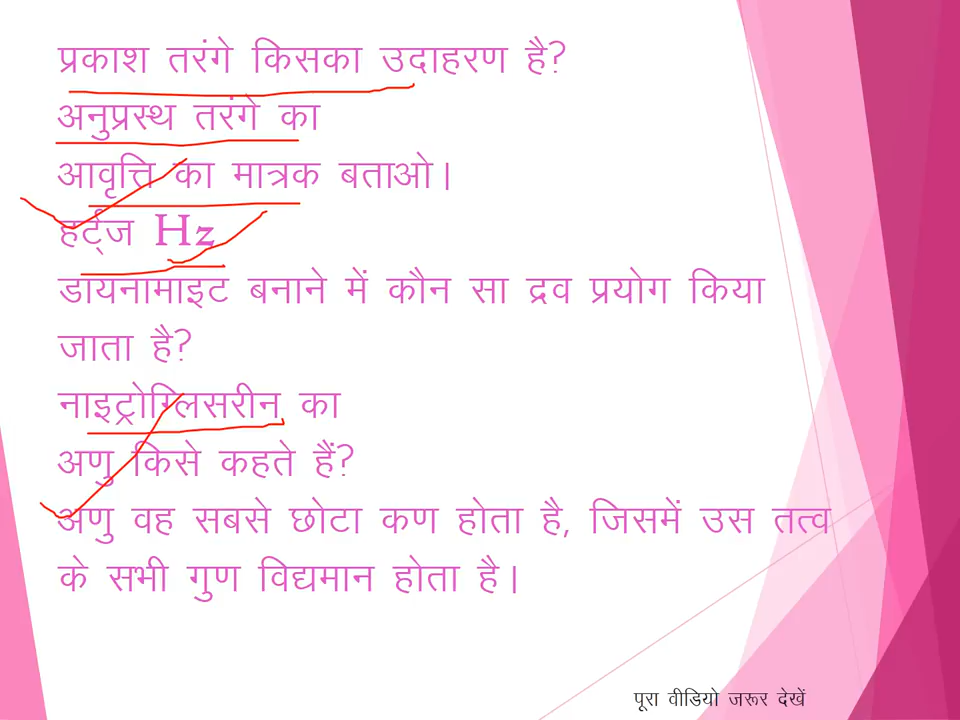 प्रकाश तरंगे किसका उदाहरण है?
अनुप्रस्थ तरंगे का
आवृत्ति का मात्रक बताओ।
हर्ट्ज Hz
डायनामाइट बनाने में कौन सा द्रव प्रयोग किया
जाता है?
नाइट्रोग्लिसरीन का
अणु किसे कहते हैं?
अणु वह सबसे छोटा कण होता है, जिसमें उस तत्व
के सभी गुण विद्यमान होता है।
पूरा वीडियो जरूर देखें